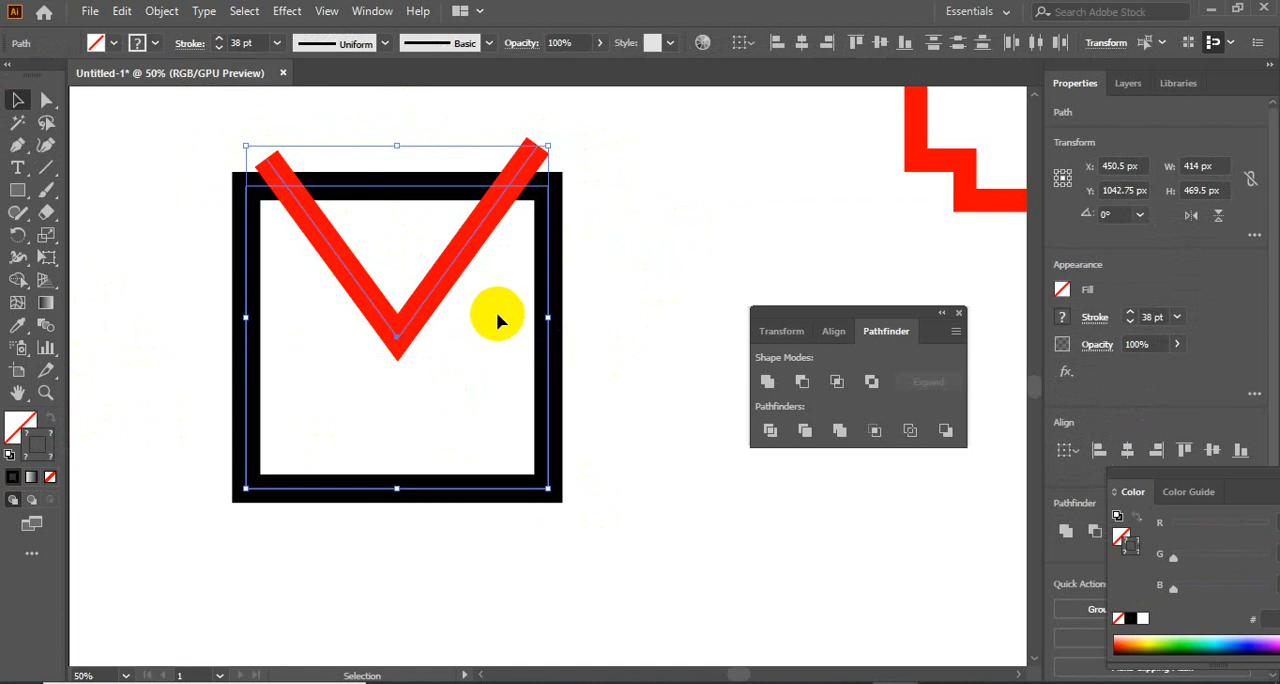 Ai File Edit Object Type Select Effect View Window Help Essentials Search Adobe Stock
Path ? Stroke: 38 pt Uniform Basic Opacity: 100% Style: Transform
Untitled-1* @ 50% (RGB/GPU Preview) Properties Layers Libraries
Path
Transform
X: 450.5 px W: 414 px
Y: 1042.75 px H: 469.5 px
0°
Appearance
Fill
? Stroke 38 pt
Opacity 100%
fx.
Transform Align Pathfinder
Shape Modes:
Expand
Pathfinders:
Align
Color Color Guide
Pathfinder
R
G
B
Quick Action
Grou
#
50% 1 Selection